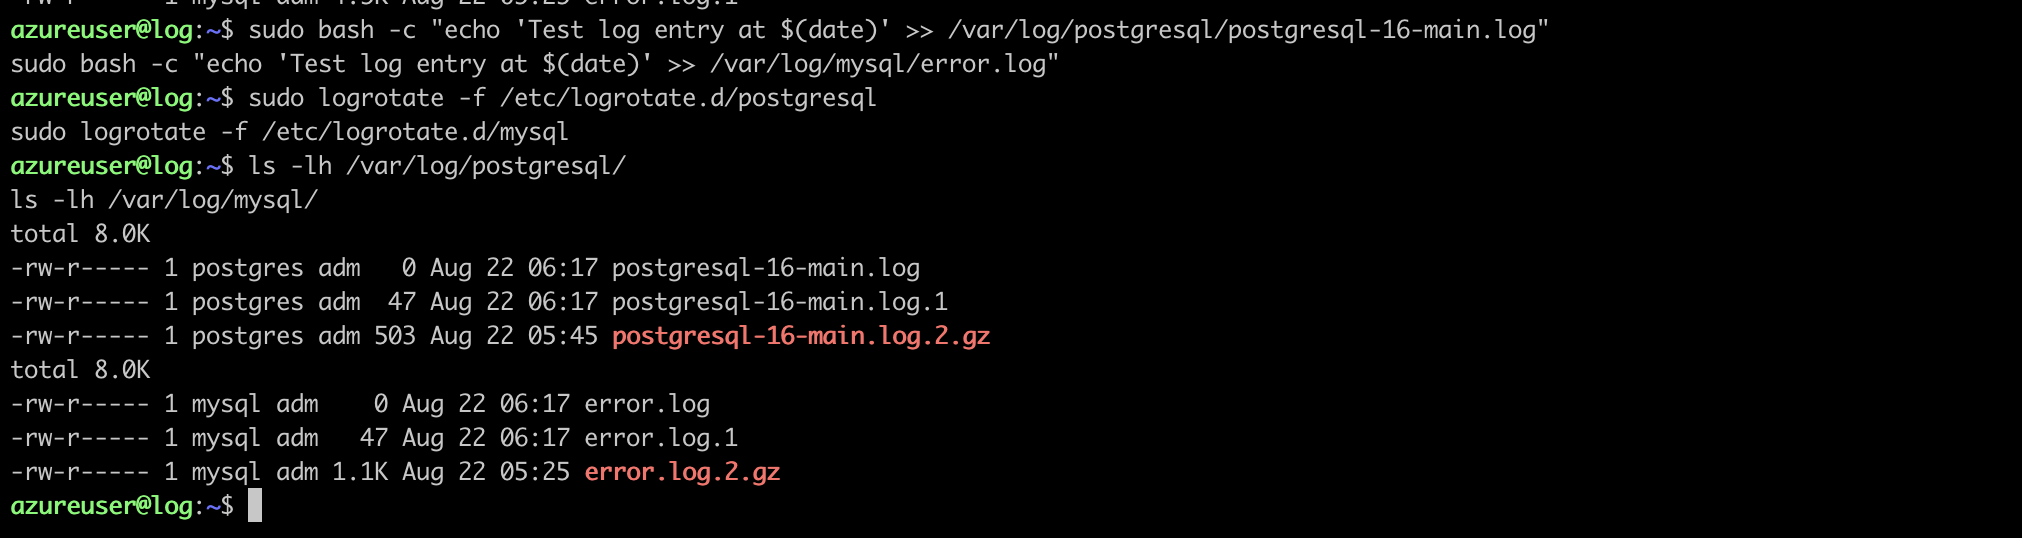 -rw-r----- 1 mysql adm 4.3K Aug 22 05:25 error.log.1
azureuser@log:~$ sudo bash -c "echo 'Test log entry at $(date)' >> /var/log/postgresql/postgresql-16-main.log"
sudo bash -c "echo 'Test log entry at $(date)' >> /var/log/mysql/error.log"
azureuser@log:~$ sudo logrotate -f /etc/logrotate.d/postgresql
sudo logrotate -f /etc/logrotate.d/mysql
azureuser@log:~$ ls -lh /var/log/postgresql/
ls -lh /var/log/mysql/
total 8.0K
-rw-r----- 1 postgres adm   0 Aug 22 06:17 postgresql-16-main.log
-rw-r----- 1 postgres adm  47 Aug 22 06:17 postgresql-16-main.log.1
-rw-r----- 1 postgres adm 503 Aug 22 05:45 postgresql-16-main.log.2.gz
total 8.0K
-rw-r----- 1 mysql adm    0 Aug 22 06:17 error.log
-rw-r----- 1 mysql adm   47 Aug 22 06:17 error.log.1
-rw-r----- 1 mysql adm 1.1K Aug 22 05:25 error.log.2.gz
azureuser@log:~$